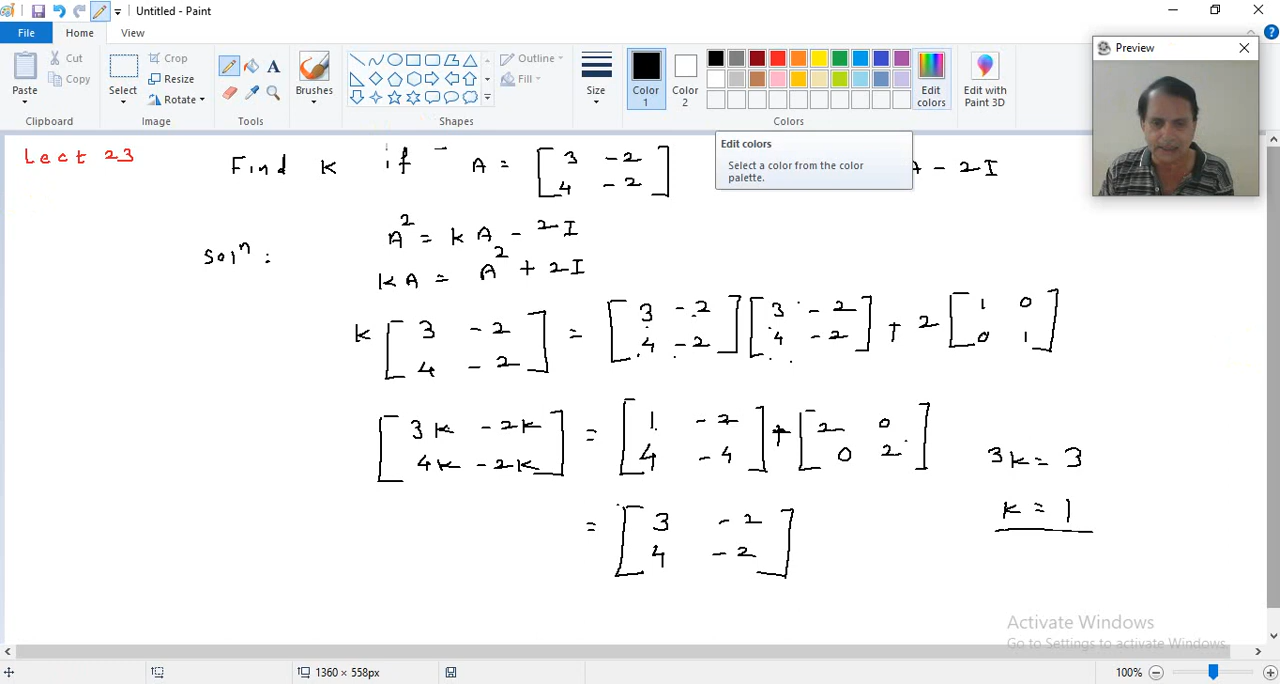 Untitled - Paint
File Home View
Paste Cut Copy
Clipboard
Select Crop Resize Rotate
Image
Tools
Brushes
Shapes
Outline Fill
Size
Color 1 Color 2
Edit colors
Colors
Edit with Paint 3D
Preview
Edit colors
Select a color from the color palette.
Lect 23
Find K if A = [3 -2
4 -2] - 2I
Solⁿ :
A² = KA - 2I
KA = A² + 2I
K [3 -2 = [3 -2 [3 -2 + 2 [1 0
4 -2] 4 -2] 4 -2] 0 1]
[3K -2K = [1 -2 + [2 0
4K -2K] 4 -4] 0 2]
3K = 3
= [3 -2
4 -2]
K = 1
Activate Windows
Go to Settings to activate Windows.
1360 × 558px
100%